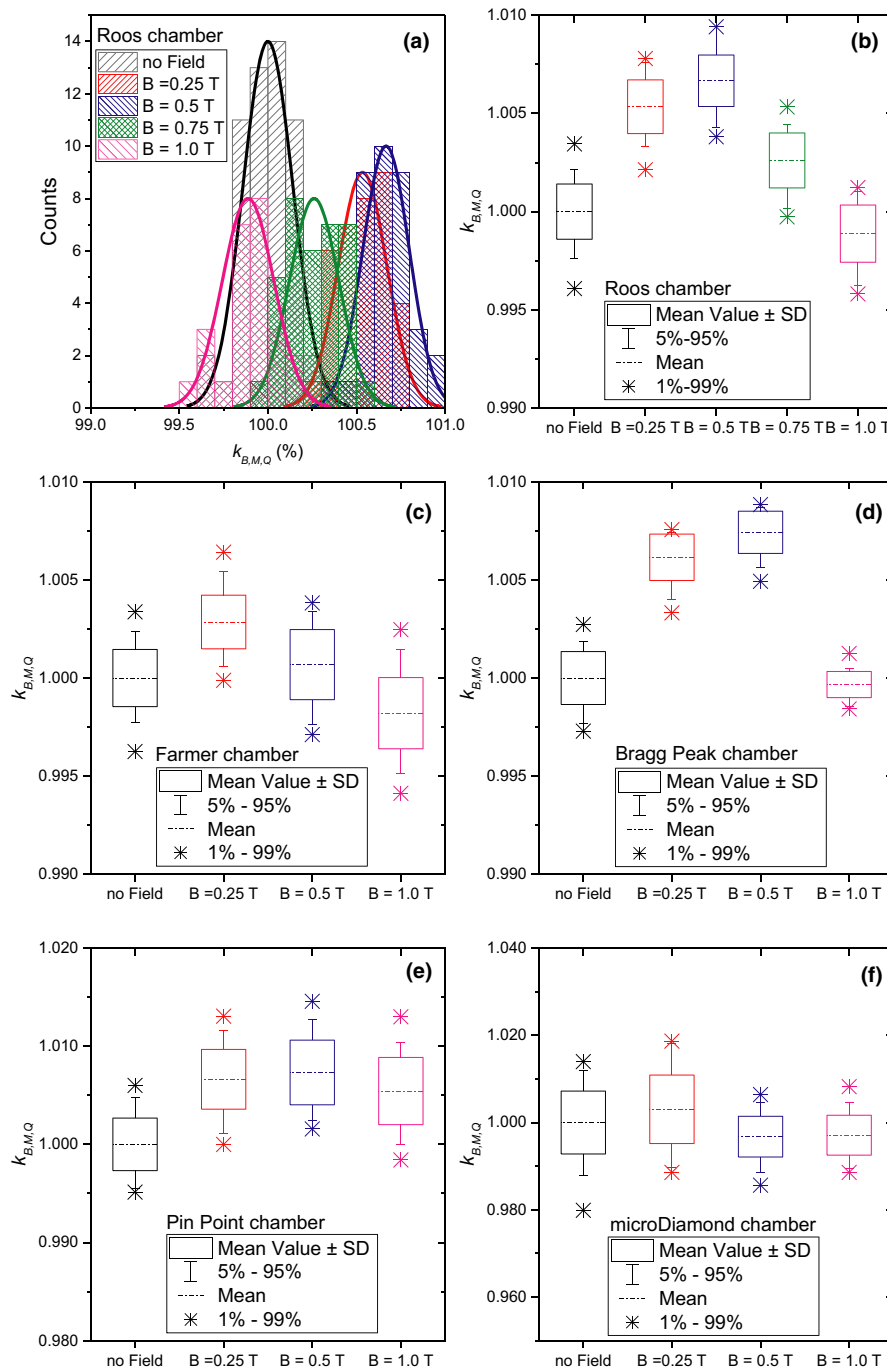 Roos chamber
no Field
B =0.25 T
B = 0.5 T
B = 0.75 T
B = 1.0 T
(a)
14
12
10
8
6
4
2
0
Counts
99.0 99.5 100.0 100.5 101.0
k_{B,M,Q} (%)
(b)
1.010
1.005
1.000
0.995
0.990
k_{B,M,Q}
Roos chamber
Mean Value ± SD
5%-95%
Mean
1%-99%
no Field B =0.25 T B = 0.5 T B = 0.75 T B = 1.0 T
(c)
1.010
1.005
1.000
0.995
0.990
k_{B,M,Q}
Farmer chamber
Mean Value ± SD
5% - 95%
Mean
1% - 99%
no Field B =0.25 T B = 0.5 T B = 1.0 T
(d)
1.010
1.005
1.000
0.995
0.990
k_{B,M,Q}
Bragg Peak chamber
Mean Value ± SD
5% - 95%
Mean
1% - 99%
no Field B =0.25 T B = 0.5 T B = 1.0 T
(e)
1.020
1.010
1.000
0.990
0.980
k_{B,M,Q}
Pin Point chamber
Mean Value ± SD
5% - 95%
Mean
1% - 99%
no Field B =0.25 T B = 0.5 T B = 1.0 T
(f)
1.040
1.020
1.000
0.980
0.960
k_{B,M,Q}
microDiamond chamber
Mean Value ± SD
5% - 95%
Mean
1% - 99%
no Field B =0.25 T B = 0.5 T B = 1.0 T